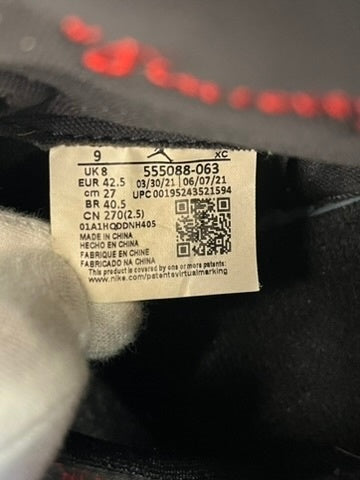 9 XC
UK 8 555088-063
EUR 42.5 03/30/21 | 06/07/21
cm 27 UPC 00195243521594
BR 40.5
CN 270(2.5)
01A1HQDDNH405
MADE IN CHINA
HECHO EN CHINA
FABRIQUE EN CHINE
FABRICADO NA CHINA
This product is covered by one or more patents:
www.nike.com/patentsvirtualmarking